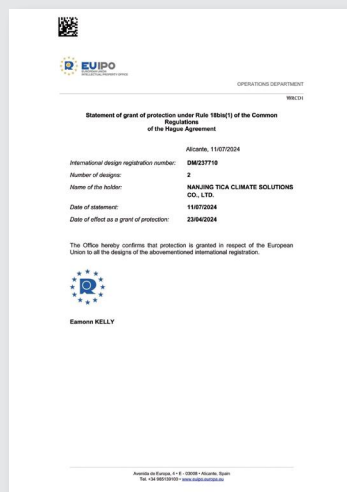 EUIPO
EUROPEAN UNION
INTELLECTUAL PROPERTY OFFICE
OPERATIONS DEPARTMENT
Statement of grant of protection under Rule 18bis(1) of the Common
Regulations
of the Hague Agreement
Alicante, 11/07/2024
International design registration number: DM/237710
Number of designs: 2
Name of the holder: NANJING TICA CLIMATE SOLUTIONS
CO., LTD.
Date of statement: 11/07/2024
Date of effect as a grant of protection: 23/04/2024
The Office hereby confirms that protection is granted in respect of the European
Union to all the designs of the abovementioned international registration.
Eamonn KELLY
Avenida de Europa, 4 • E - 03008 • Alicante, Spain
Tel. +34 965139100 • www.euipo.europa.eu